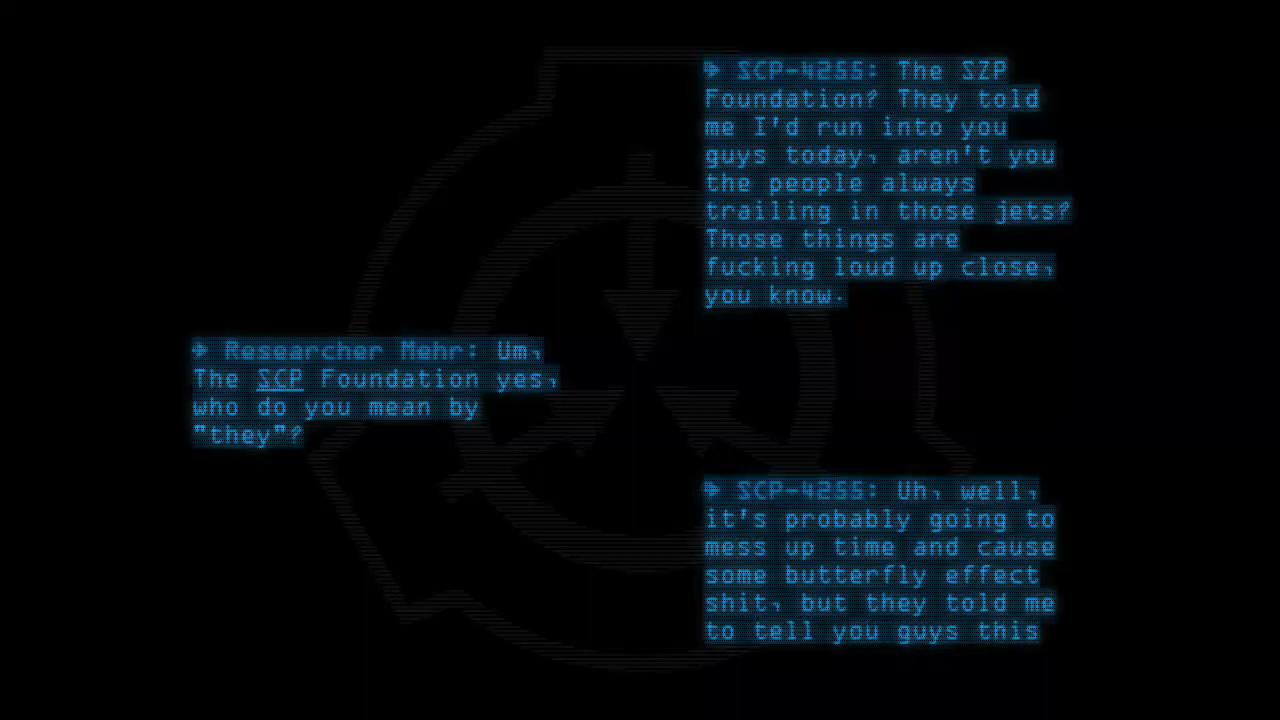 > SCP-4255: The SZP
Foundation? They told
me I'd run into you
guys today, aren't you
the people always
trailing in those jets?
Those things are
fucking loud up close,
you know.
> Researcher Mehr: Um,
The SCP Foundation yes,
who do you mean by
"they"?
> SCP-4255: Uh, well,
it's probably going to
mess up time and cause
some butterfly effect
shit, but they told me
to tell you guys this